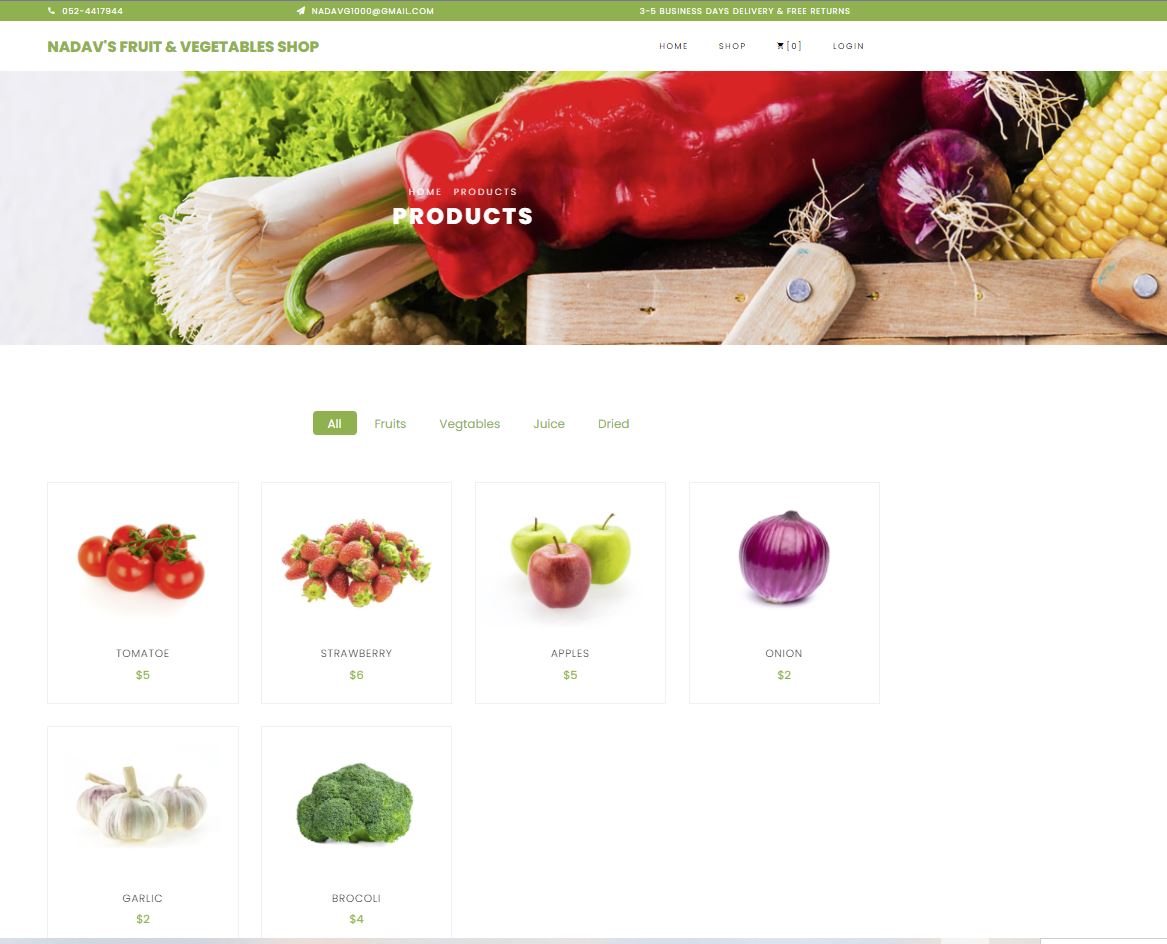 052-4417944 NADAVG1000@GMAIL.COM 3-5 BUSINESS DAYS DELIVERY & FREE RETURNS
NADAV'S FRUIT & VEGETABLES SHOP HOME SHOP [0] LOGIN
HOME PRODUCTS
PRODUCTS
All Fruits Vegtables Juice Dried
TOMATOE STRAWBERRY APPLES ONION
$5 $6 $5 $2
GARLIC BROCOLI
$2 $4